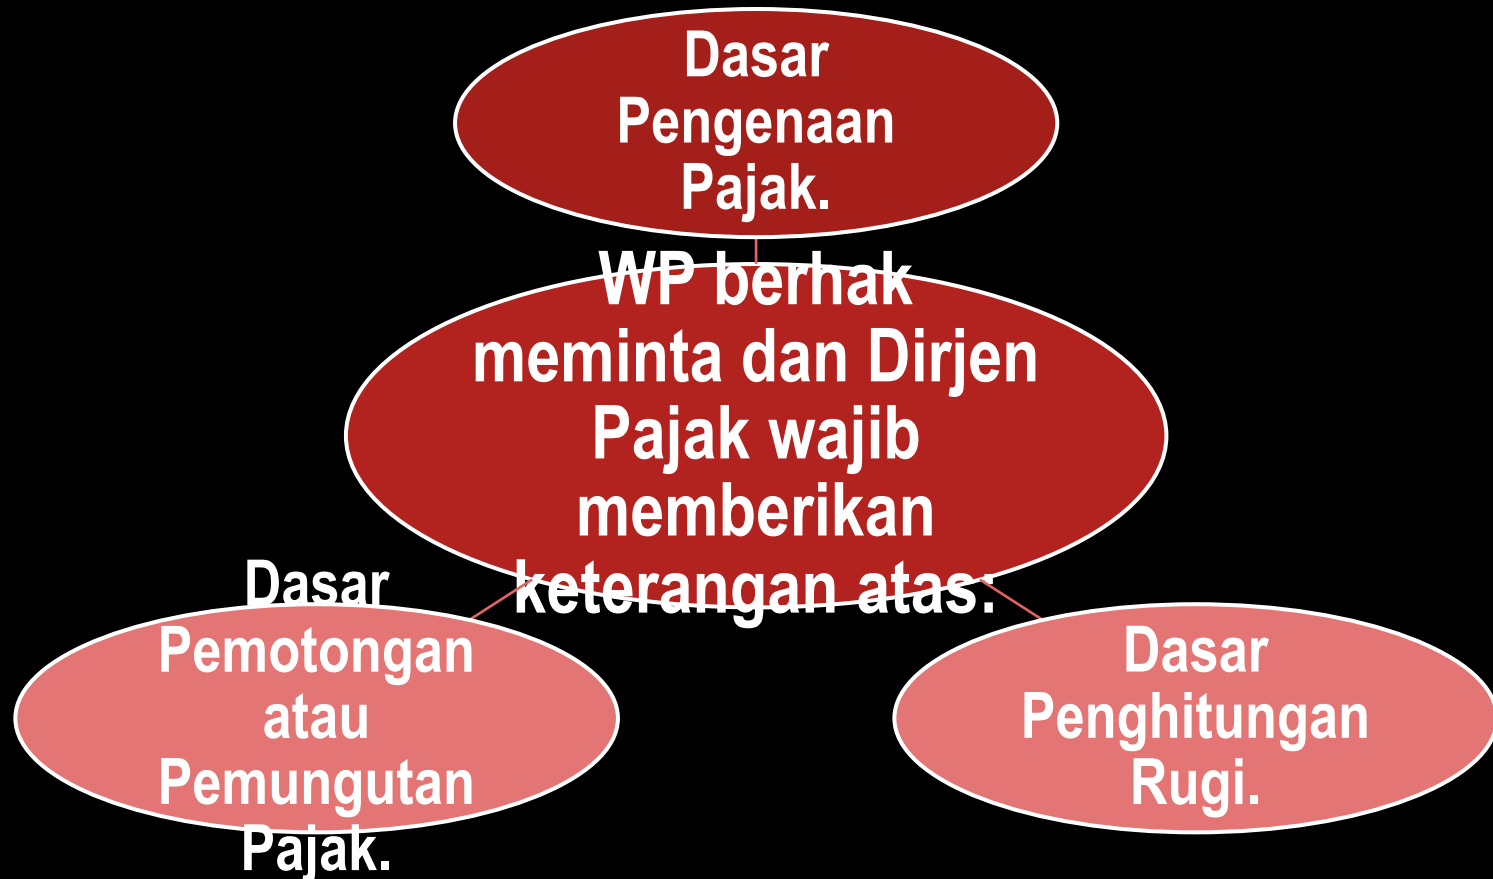 Dasar
Pengenaan
Pajak.
WP berhak
meminta dan Dirjen
Pajak wajib
memberikan
keterangan atas:
Dasar
Pemotongan
atau
Pemungutan
Pajak.
Dasar
Penghitungan
Rugi.